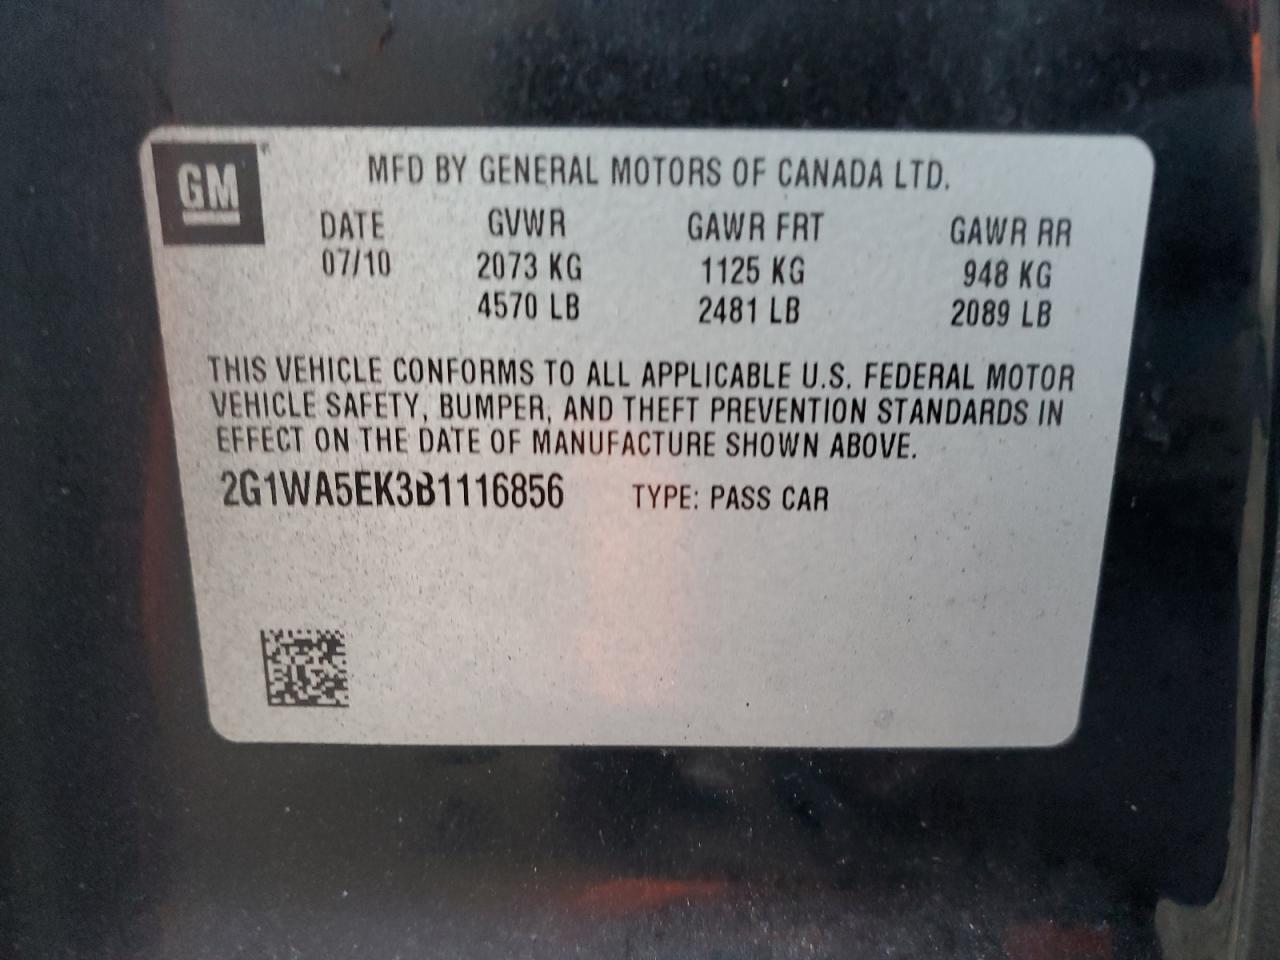 GM
MFD BY GENERAL MOTORS OF CANADA LTD.
DATE GVWR GAWR FRT GAWR RR
07/10 2073 KG 1125 KG 948 KG
4570 LB 2481 LB 2089 LB
THIS VEHICLE CONFORMS TO ALL APPLICABLE U.S. FEDERAL MOTOR
VEHICLE SAFETY, BUMPER, AND THEFT PREVENTION STANDARDS IN
EFFECT ON THE DATE OF MANUFACTURE SHOWN ABOVE.
2G1WA5EK3B1116856 TYPE: PASS CAR